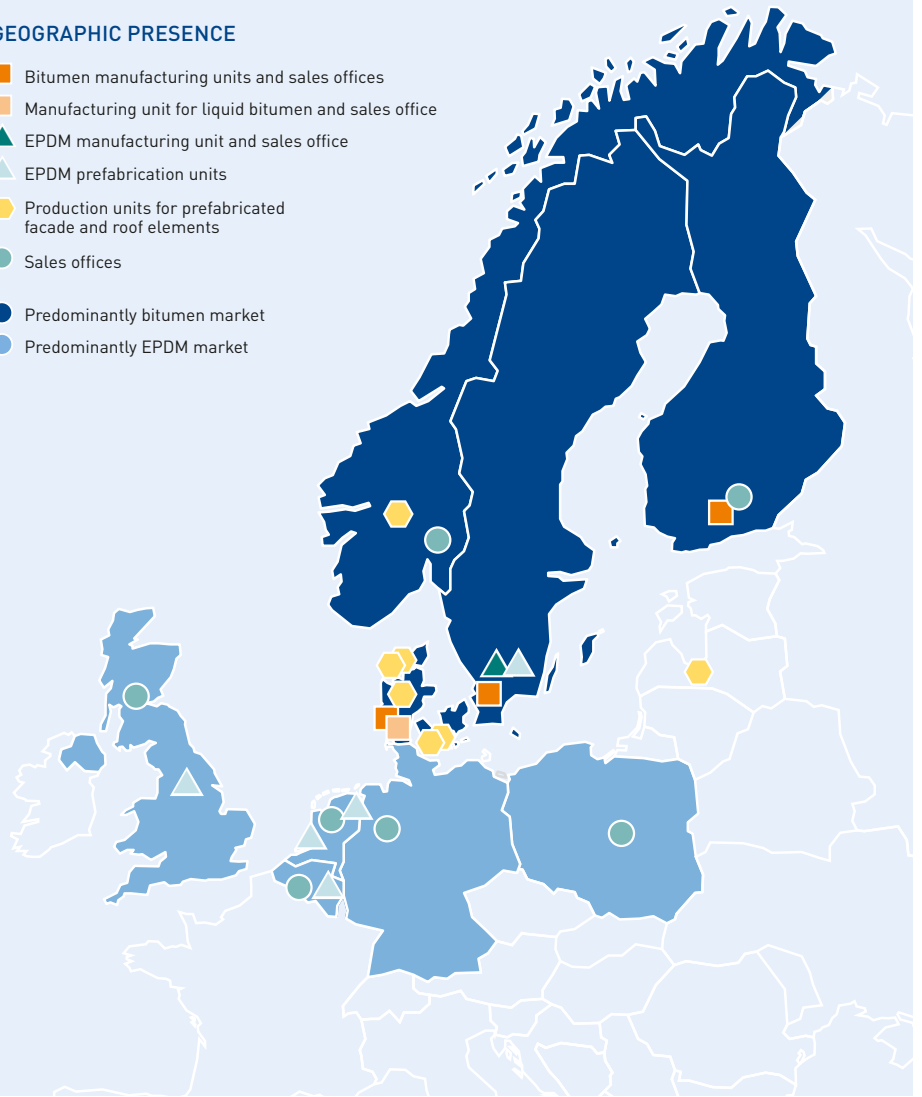 GEOGRAPHIC PRESENCE
Bitumen manufacturing units and sales offices
Manufacturing unit for liquid bitumen and sales office
EPDM manufacturing unit and sales office
EPDM prefabrication units
Production units for prefabricated
facade and roof elements
Sales offices
Predominantly bitumen market
Predominantly EPDM market